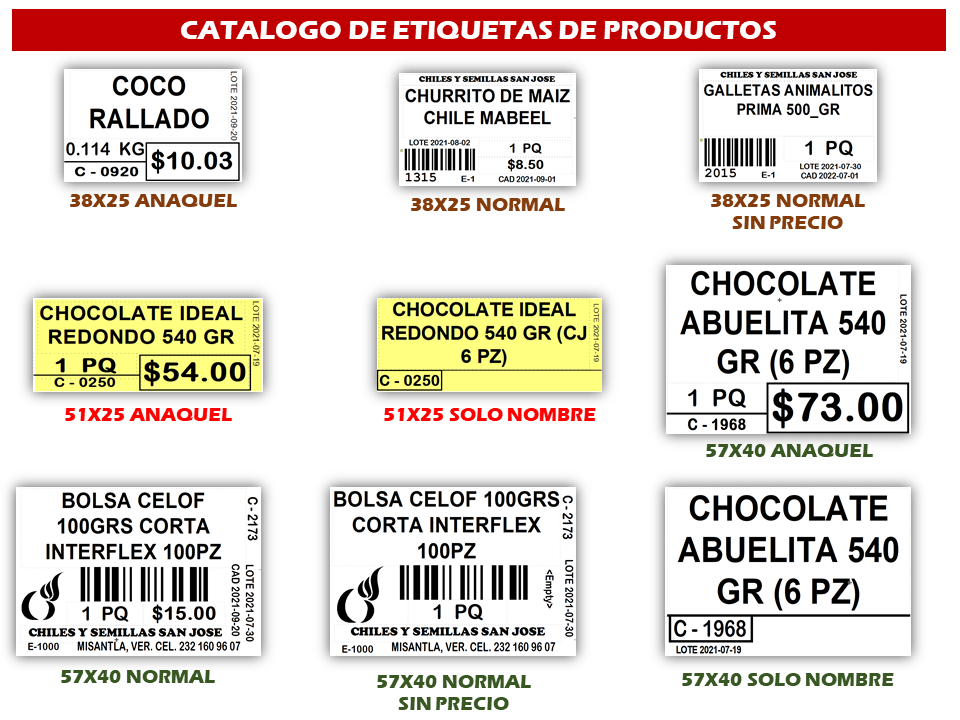 CATALOGO DE ETIQUETAS DE PRODUCTOS
COCO
RALLADO
0.114 KG
$10.03
C - 0920
LOTE 2021-09-20
38X25 ANAQUEL
CHILES Y SEMILLAS SAN JOSE
CHURRITO DE MAIZ
CHILE MABEEL
LOTE 2021-08-02
1 PQ
$8.50
1315
E-1
CAD 2021-09-01
38X25 NORMAL
CHILES Y SEMILLAS SAN JOSE
GALLETAS ANIMALITOS
PRIMA 500_GR
1 PQ
LOTE 2021-07-30
2015
E-1
CAD 2022-07-01
38X25 NORMAL
SIN PRECIO
CHOCOLATE IDEAL
REDONDO 540 GR
1 PQ
C - 0250
$54.00
LOTE 2021-07-19
51X25 ANAQUEL
CHOCOLATE IDEAL
REDONDO 540 GR (CJ
6 PZ)
C - 0250
LOTE 2021-07-19
51X25 SOLO NOMBRE
CHOCOLATE
ABUELITA 540
GR (6 PZ)
1 PQ
C - 1968
$73.00
LOTE 2021-07-19
57X40 ANAQUEL
BOLSA CELOF
100GRS CORTA
INTERFLEX 100PZ
C - 2173
1 PQ
$15.00
CAD 2021-09-20
LOTE 2021-07-30
CHILES Y SEMILLAS SAN JOSE
E-1000
MISANTLA, VER. CEL. 232 160 96 07
57X40 NORMAL
BOLSA CELOF 100GRS
CORTA INTERFLEX
100PZ
C - 2173
1 PQ
<Empty>
LOTE 2021-07-30
CHILES Y SEMILLAS SAN JOSE
E-1000
MISANTLA, VER. CEL. 232 160 96 07
57X40 NORMAL
SIN PRECIO
CHOCOLATE
ABUELITA 540
GR (6 PZ)
C - 1968
LOTE 2021-07-19
57X40 SOLO NOMBRE